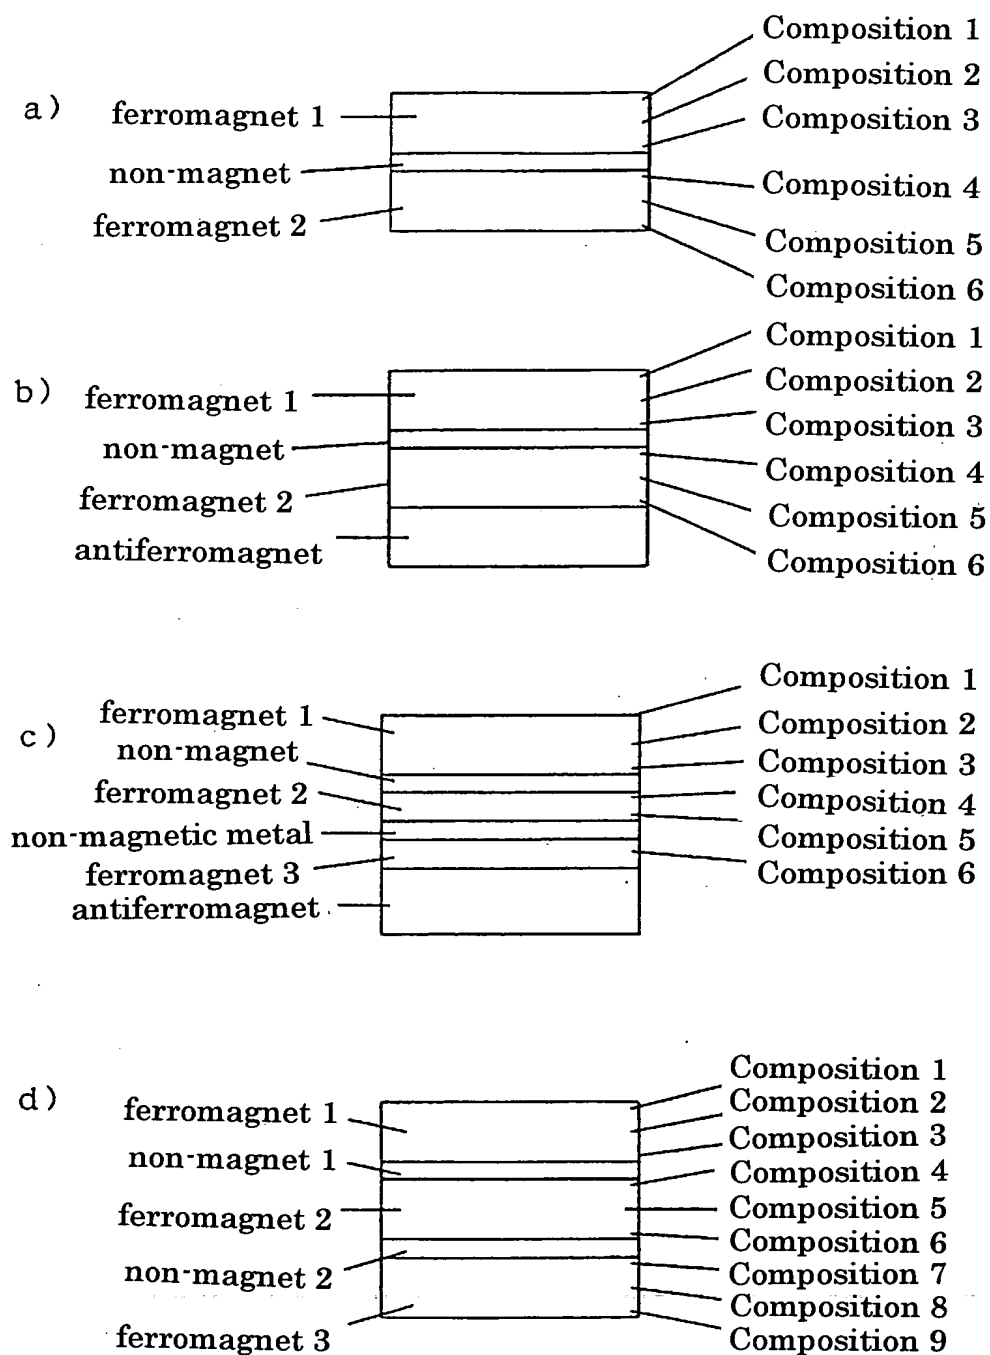 a)
ferromagnet 1
non-magnet
ferromagnet 2
Composition 1
Composition 2
Composition 3
Composition 4
Composition 5
Composition 6
b)
ferromagnet 1
non-magnet
ferromagnet 2
antiferromagnet
Composition 1
Composition 2
Composition 3
Composition 4
Composition 5
Composition 6
c)
ferromagnet 1
non-magnet
ferromagnet 2
non-magnetic metal
ferromagnet 3
antiferromagnet
Composition 1
Composition 2
Composition 3
Composition 4
Composition 5
Composition 6
d)
ferromagnet 1
non-magnet 1
ferromagnet 2
non-magnet 2
ferromagnet 3
Composition 1
Composition 2
Composition 3
Composition 4
Composition 5
Composition 6
Composition 7
Composition 8
Composition 9